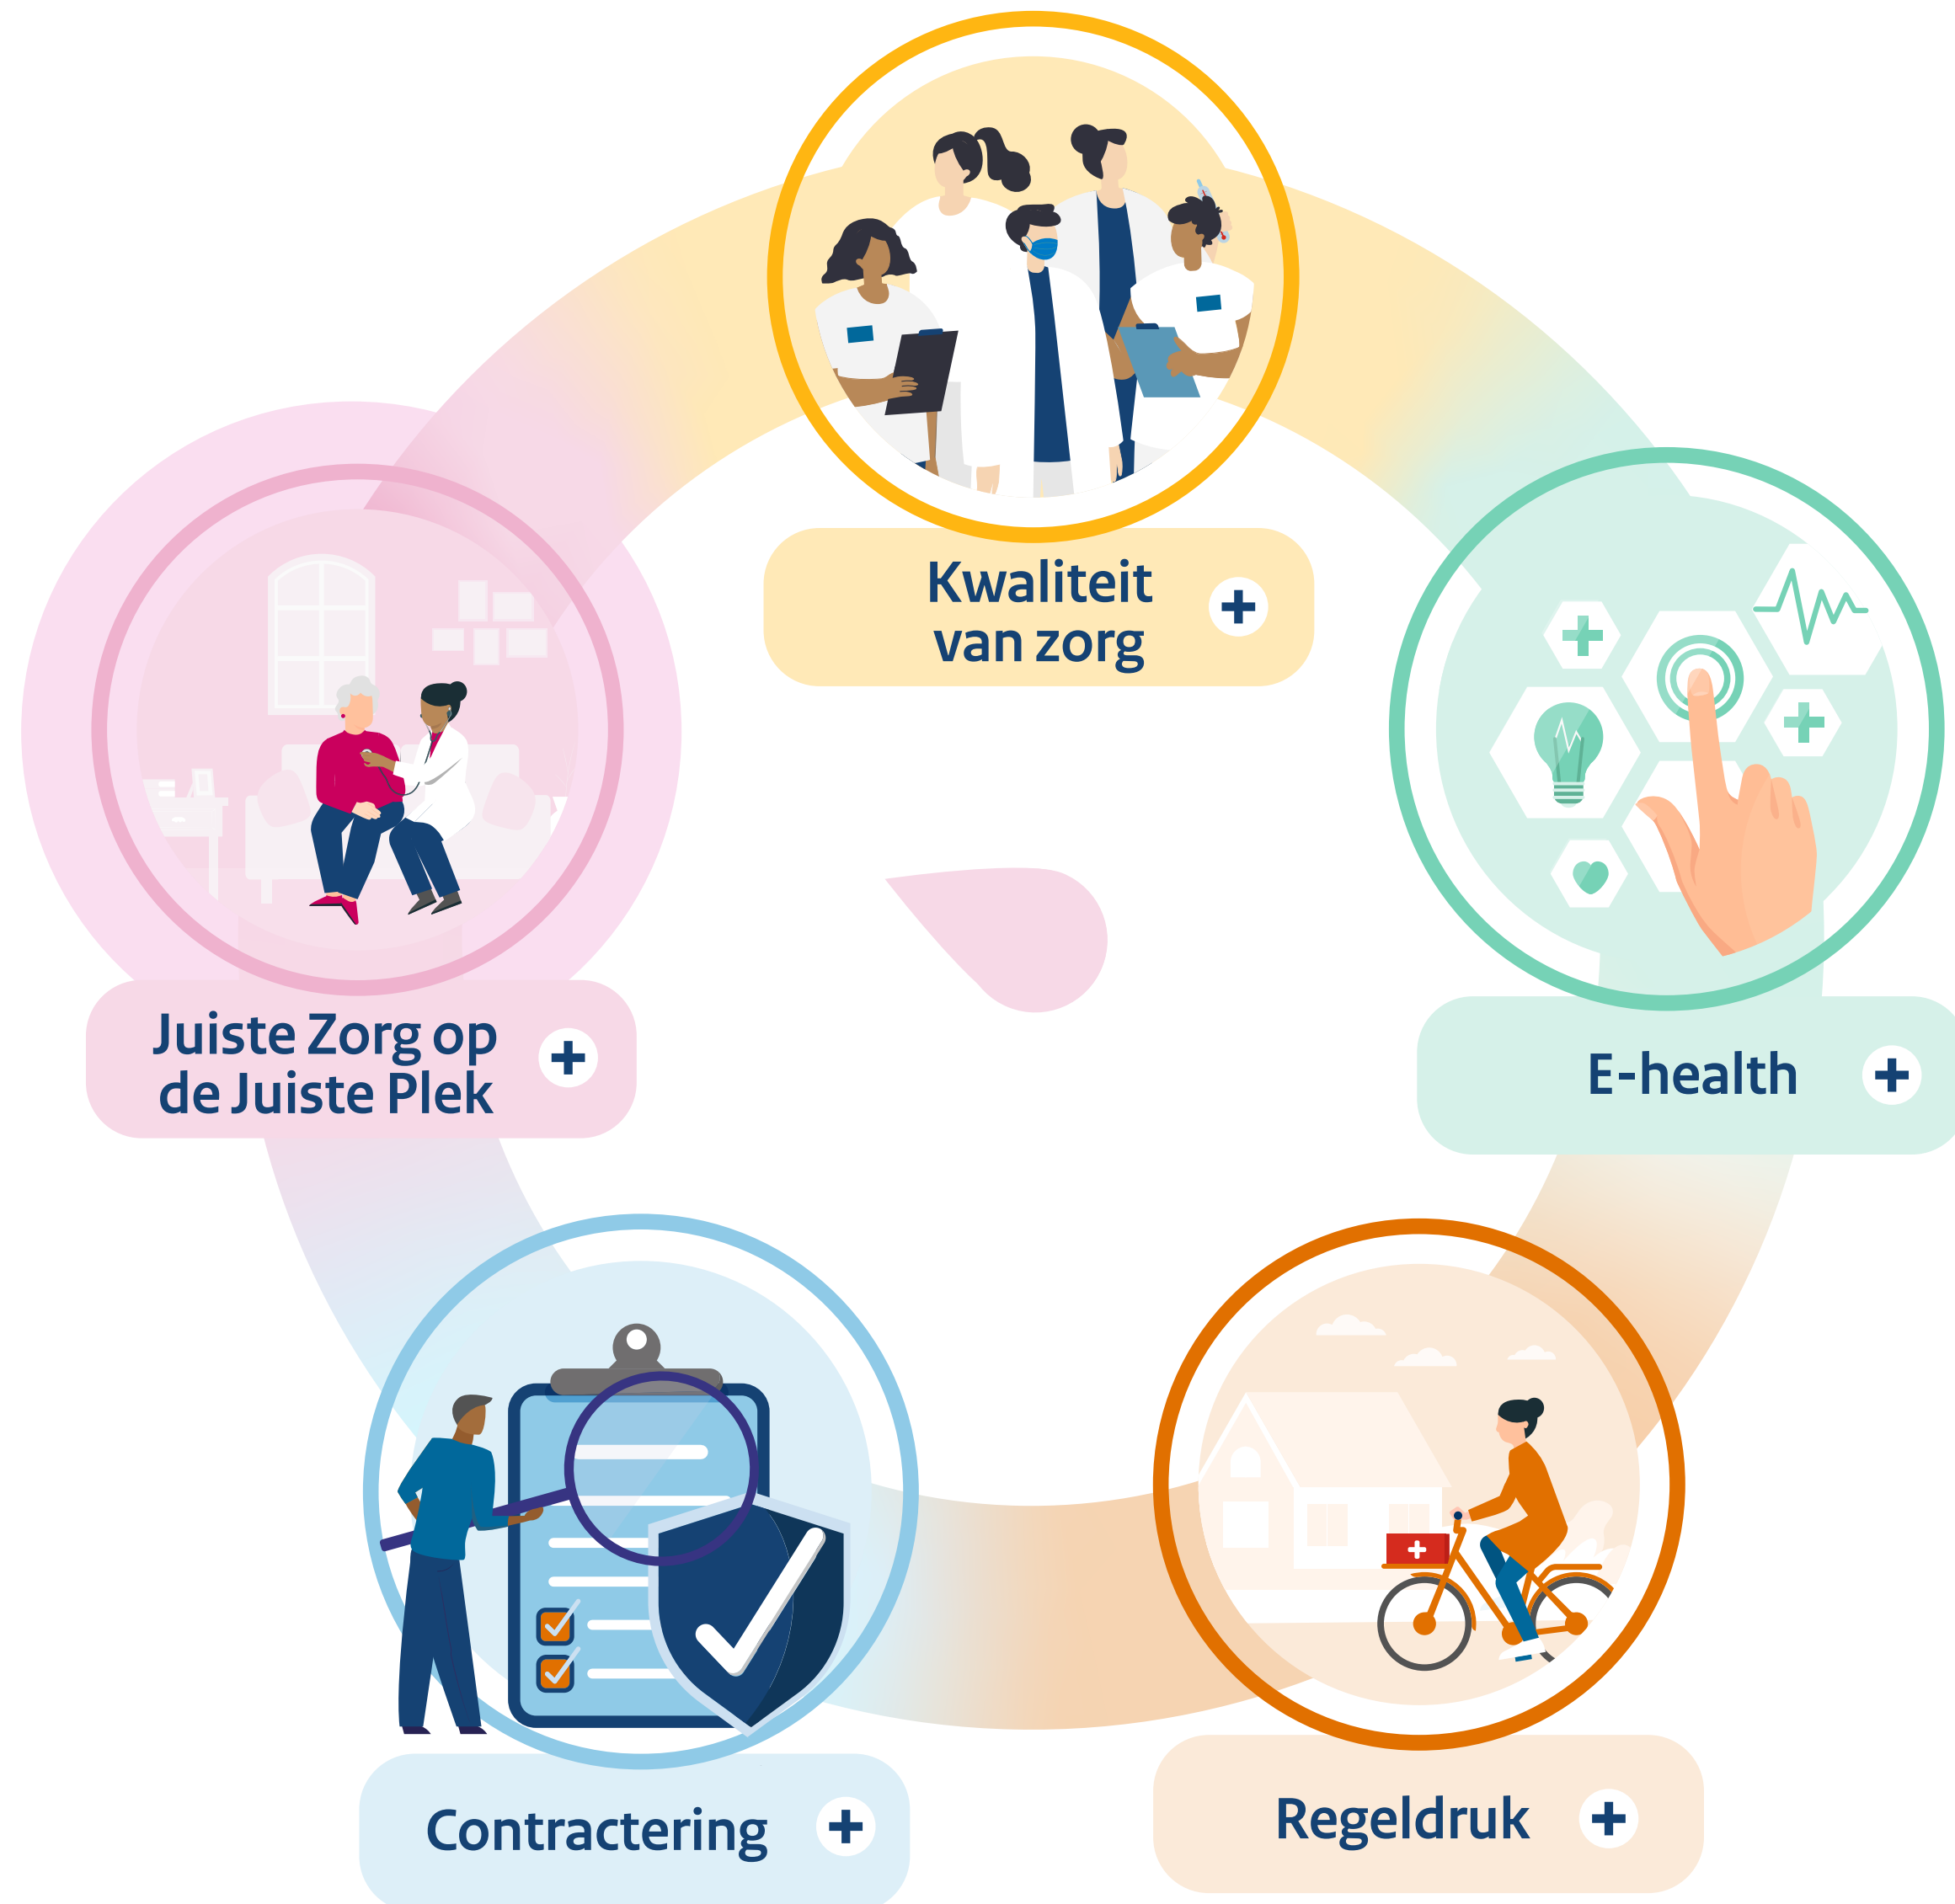 Kwaliteit
van zorg
Juiste Zorg op
de Juiste Plek
E-health
Contractering
Regeldruk